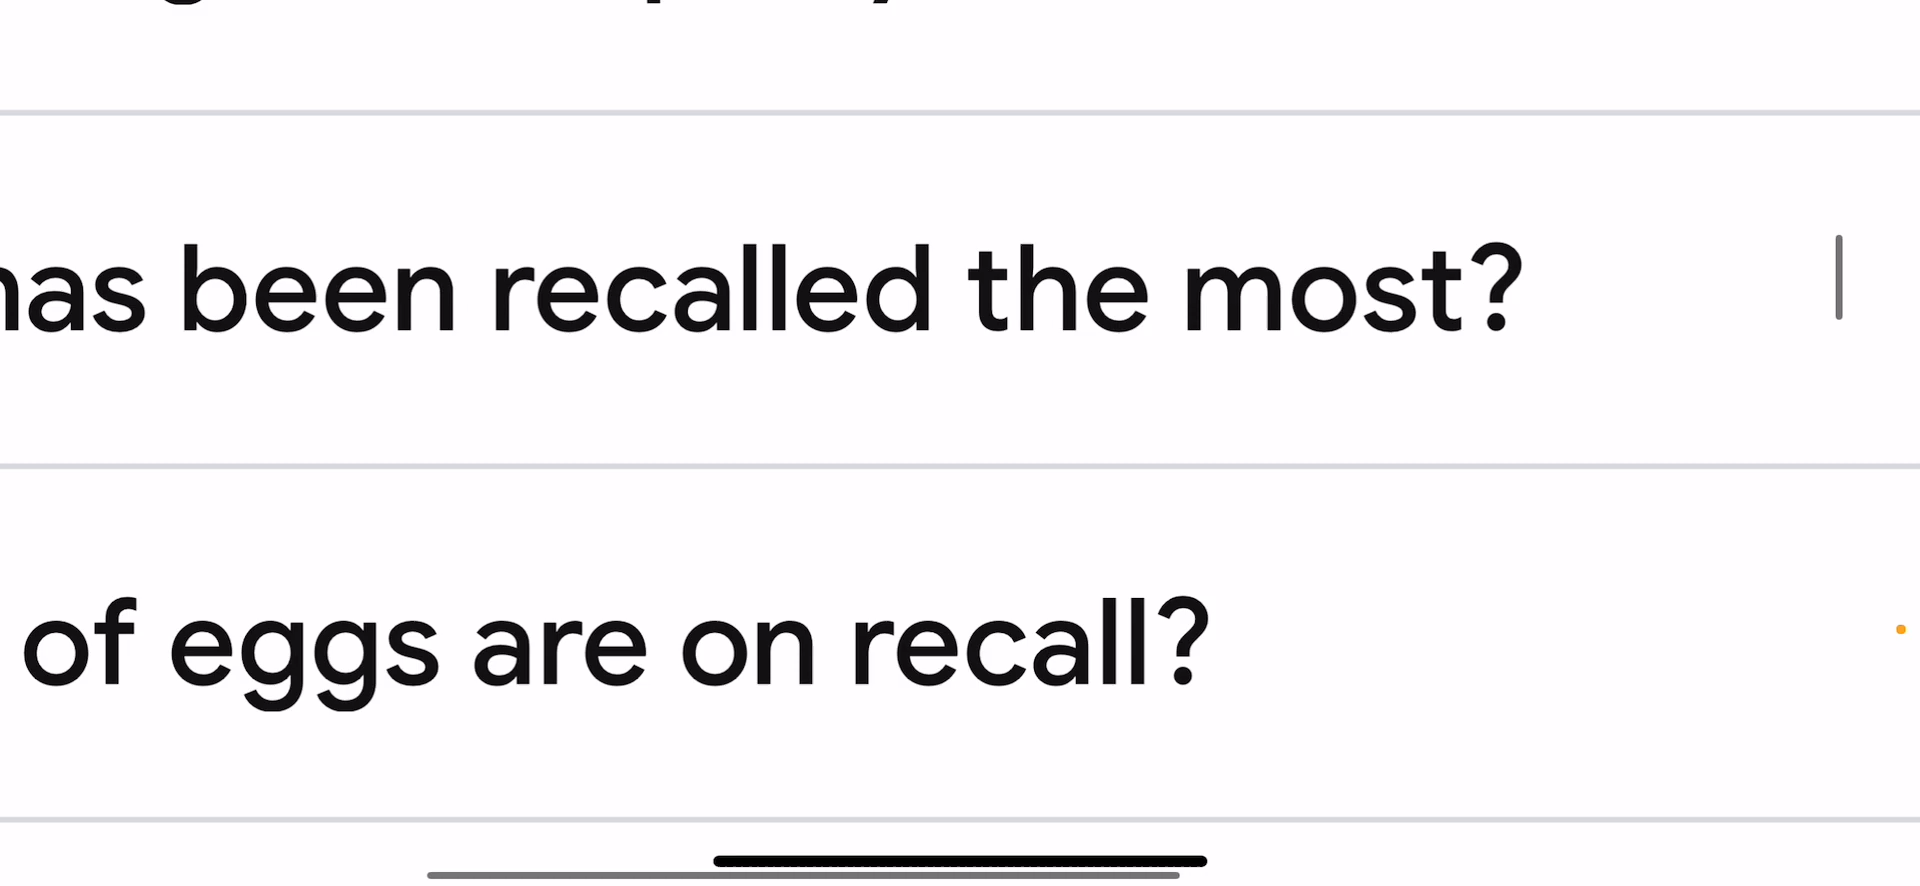 has been recalled the most?
of eggs are on recall?